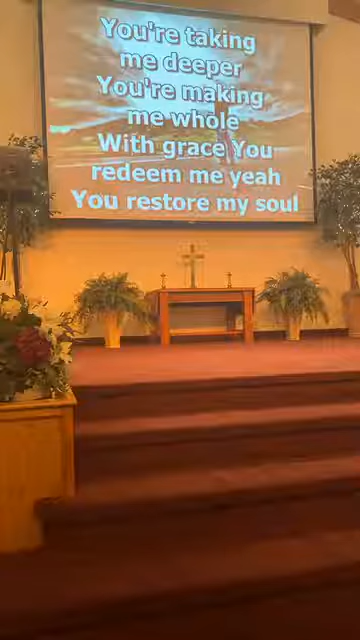 You're taking
me deeper
You're making
me whole
With grace You
redeem me yeah
You restore my soul